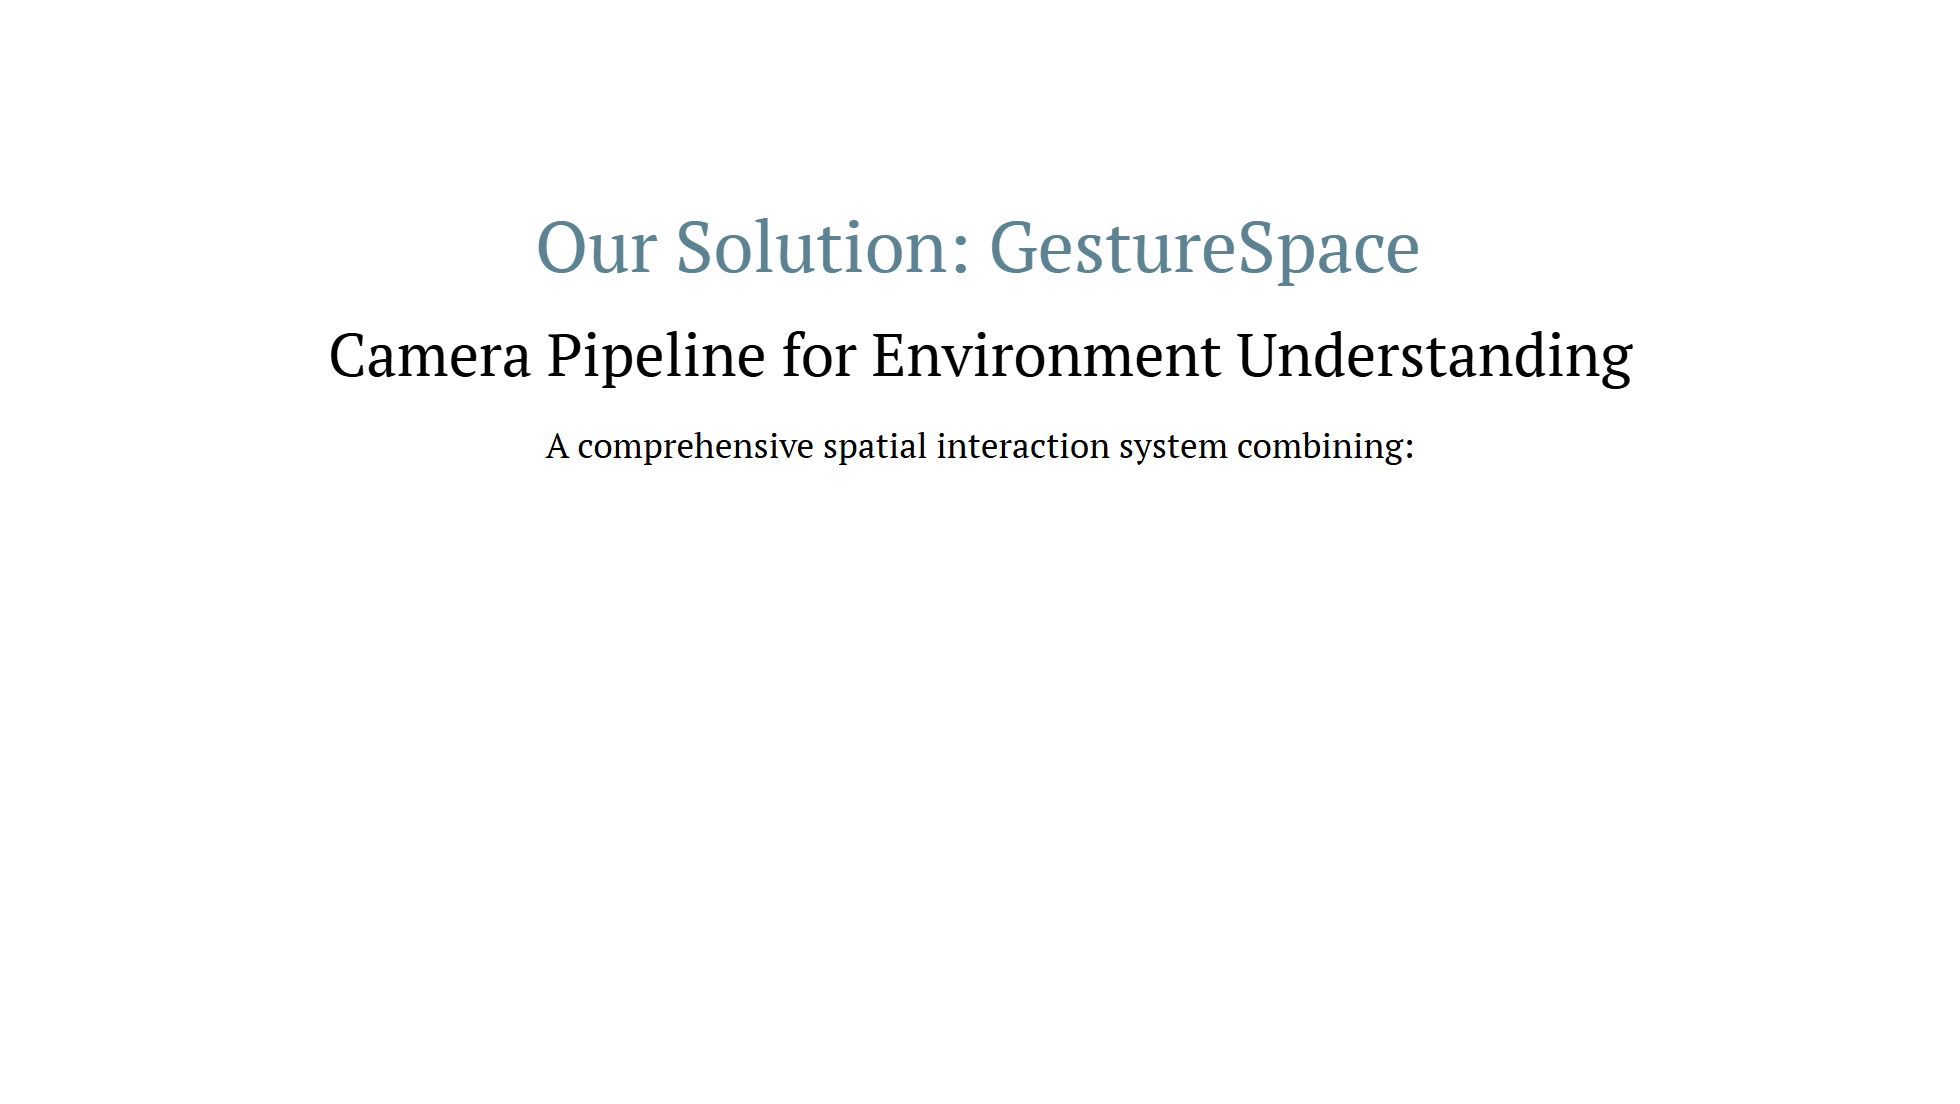 Our Solution: GestureSpace
Camera Pipeline for Environment Understanding
A comprehensive spatial interaction system combining: